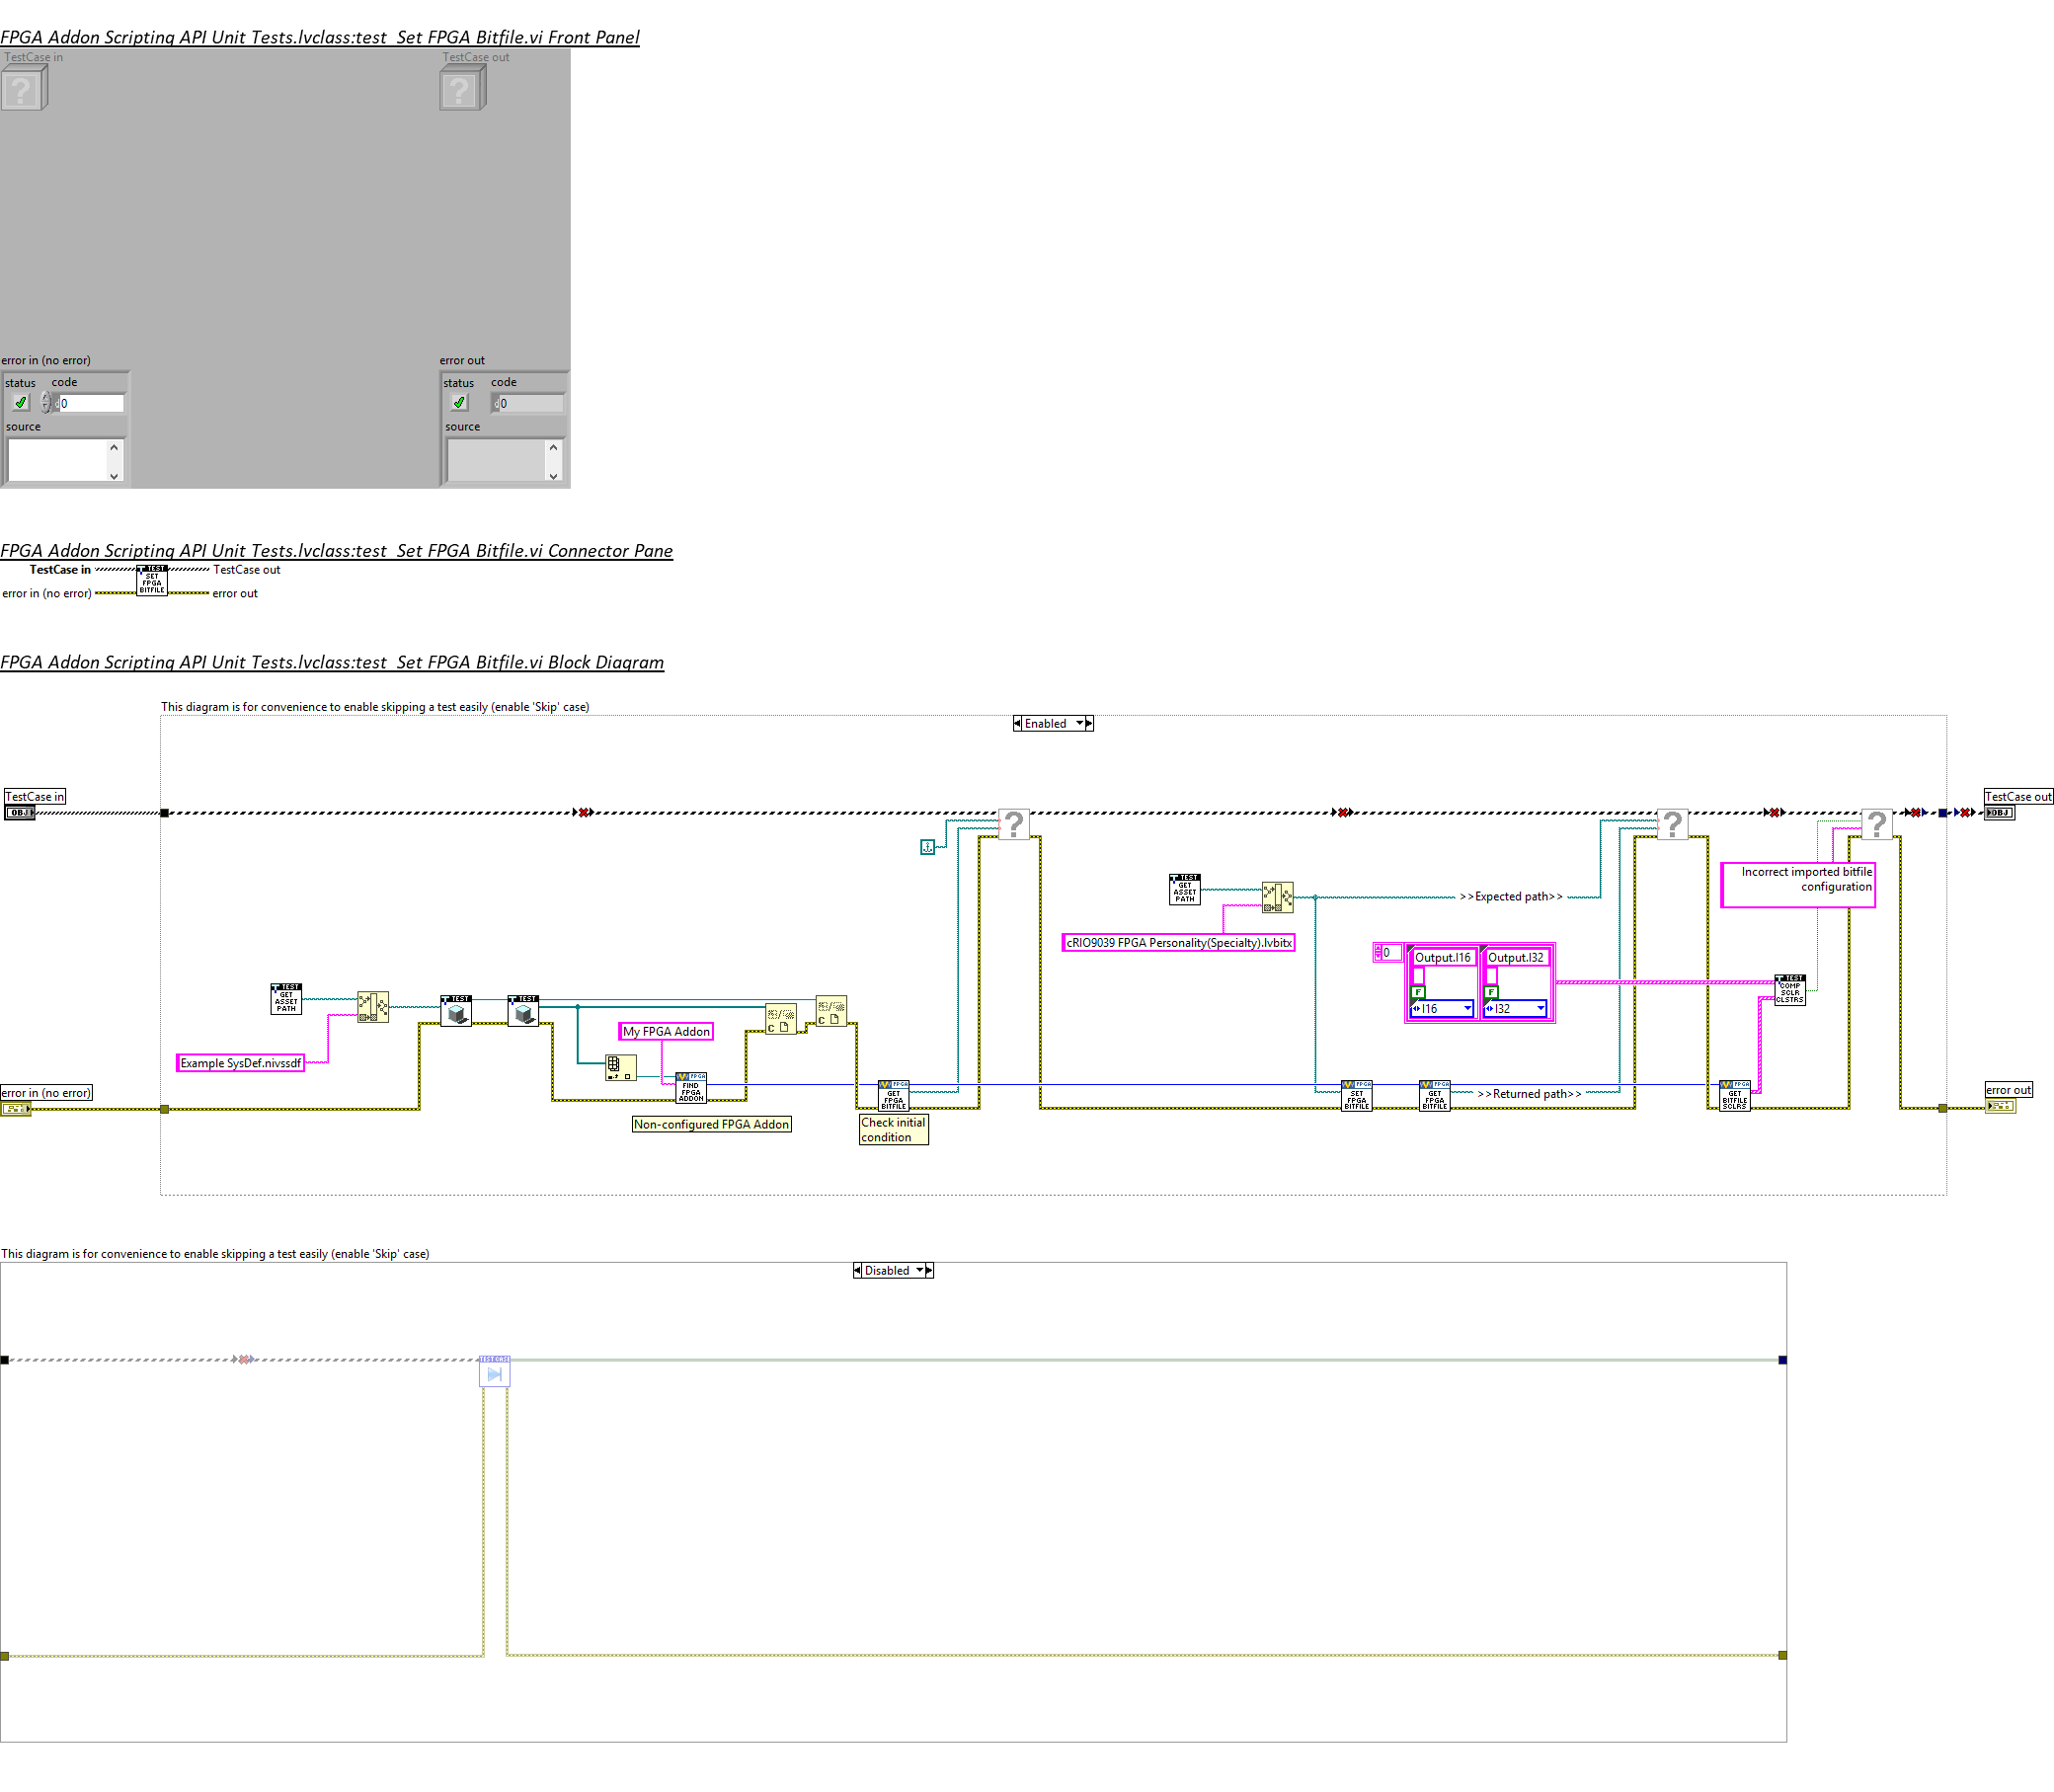 FPGA Addon Scripting API Unit Tests.lvclass:test_Set FPGA Bitfile.vi Front Panel
TestCase in
TestCase out
?
?
error in (no error)
error out
status
code
status
code
d
0
d
0
source
source
FPGA Addon Scripting API Unit Tests.lvclass:test_Set FPGA Bitfile.vi Connector Pane
TestCase in
TEST
SET
FPGA
BITFILE
TestCase out
error in (no error)
error out
FPGA Addon Scripting API Unit Tests.lvclass:test_Set FPGA Bitfile.vi Block Diagram
This diagram is for convenience to enable skipping a test easily (enable 'Skip' case)
Enabled
TestCase in
OBJ
TestCase out
OBJ
?
?
?
Incorrect imported bitfile
configuration
TEST
GET
ASSET
PATH
>>Expected path>>
cRIO9039 FPGA Personality(Specialty).lvbitx
0
Output.I16
Output.I32
F
F
I16
I32
TEST
COMP
SCLR
CLSTRS
TEST
GET
ASSET
PATH
TEST
TEST
C
C
My FPGA Addon
Example SysDef.nivssdf
FPGA
FIND
FPGA
ADDON
FPGA
GET
FPGA
BITFILE
FPGA
SET
FPGA
BITFILE
FPGA
GET
FPGA
BITFILE
>>Returned path>>
FPGA
GET
BITFILE
SCLRS
error in (no error)
error out
Non-configured FPGA Addon
Check initial
condition
This diagram is for convenience to enable skipping a test easily (enable 'Skip' case)
Disabled
TEST CASE